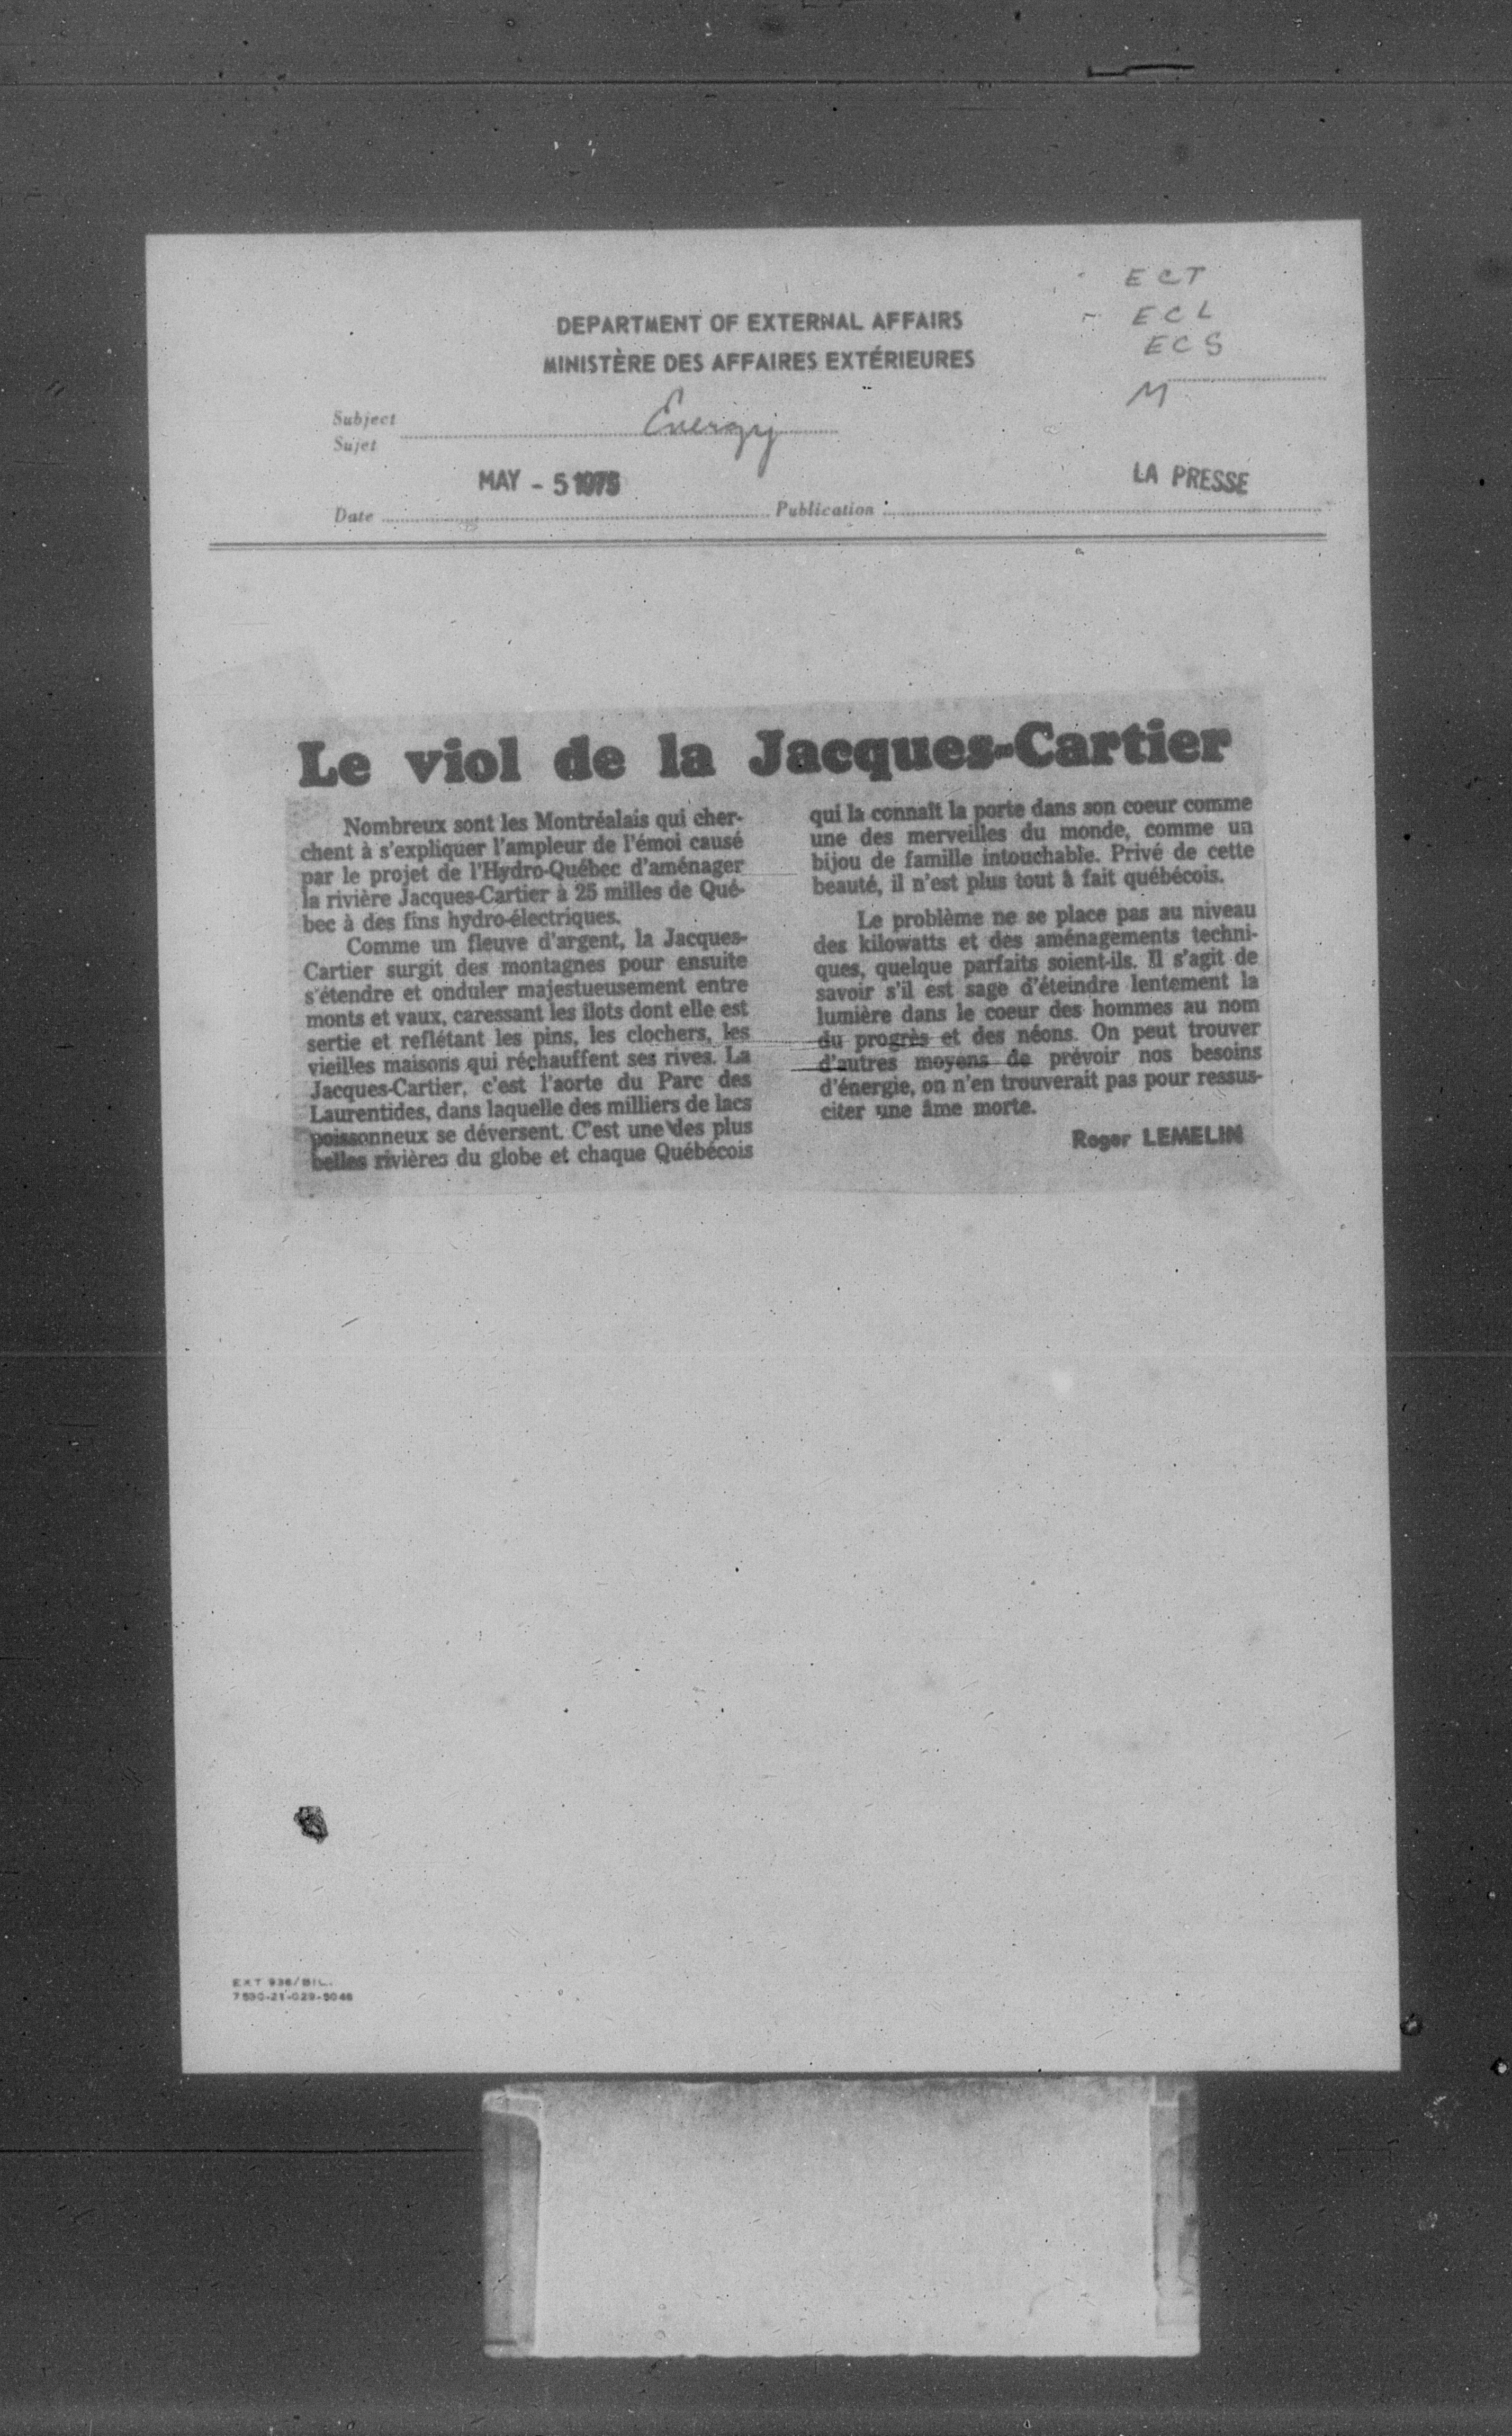 ECT
ECL
ECS
M
DEPARTMENT OF EXTERNAL AFFAIRS
MINISTÈRE DES AFFAIRES EXTÉRIEURES
Subject
Sujet
Energy
MAY - 5 197
LA PRESSE
Date
Publication
Le viol de la Jacques-Cartier
Nombreux sont les Montréalais qui cher-
chent à s'expliquer l'ampleur de l'émoi causé
par le projet de l'Hydro-Québec d'aménager
la rivière Jacques-Cartier à 25 milles de Qué-
bec à des fins hydro-électriques.
Comme un fleuve d'argent, la Jacques-
Cartier surgit des montagnes pour ensuite
s'étendre et onduler majestueusement entre
monts et vaux, caressant les îlots dont elle est
sertie et reflétant les pins, les clochers, les
vieilles maisons qui réchauffent ses rives. La
Jacques-Cartier, c'est l'aorte du Parc des
Laurentides, dans laquelle des milliers de lacs
poissonneux se déversent. C'est une des plus
belles rivières du globe et chaque Québécois
qui la connaît la porte dans son coeur comme
une des merveilles du monde, comme un
bijou de famille intouchable. Privé de cette
beauté, il n'est plus tout à fait québécois.
Le problème ne se place pas au niveau
des kilowatts et des aménagements techni-
ques, quelque parfaits soient-ils. Il s'agit de
savoir s'il est sage d'éteindre lentement la
lumière dans le coeur des hommes au nom
du progrès et des néons. On peut trouver
d'autres moyens de prévoir nos besoins
d'énergie, on n'en trouverait pas pour ressus-
citer une âme morte.
Roger LEMELIN
EXT 936/BIL.
7530-21-029-5046